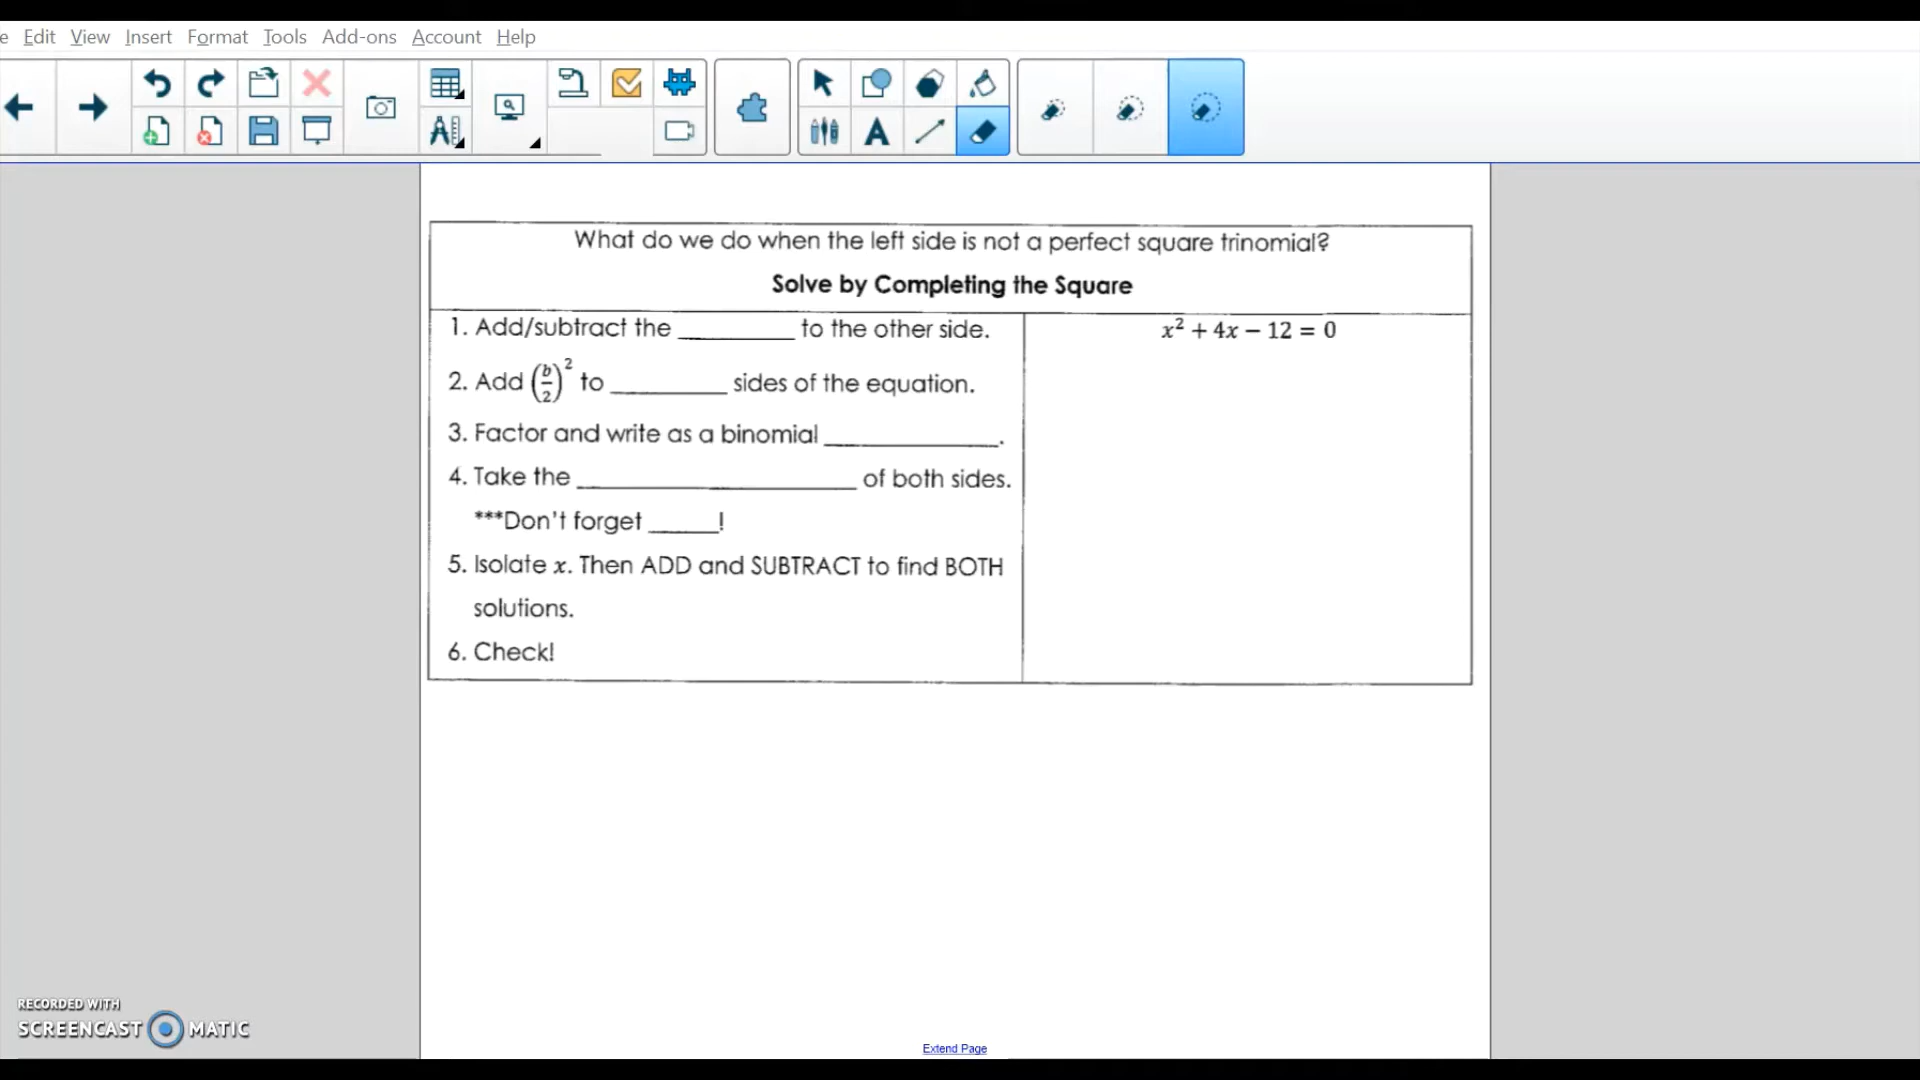 e Edit View Insert Format Tools Add-ons Account Help
What do we do when the left side is not a perfect square trinomial?
Solve by Completing the Square
1. Add/subtract the _________ to the other side.
2. Add (b/2)² to _________ sides of the equation.
3. Factor and write as a binomial _____________.
4. Take the _____________________ of both sides.
***Don't forget _____!
5. Isolate x. Then ADD and SUBTRACT to find BOTH
solutions.
6. Check!
x² + 4x − 12 = 0
RECORDED WITH
SCREENCAST MATIC
Extend Page